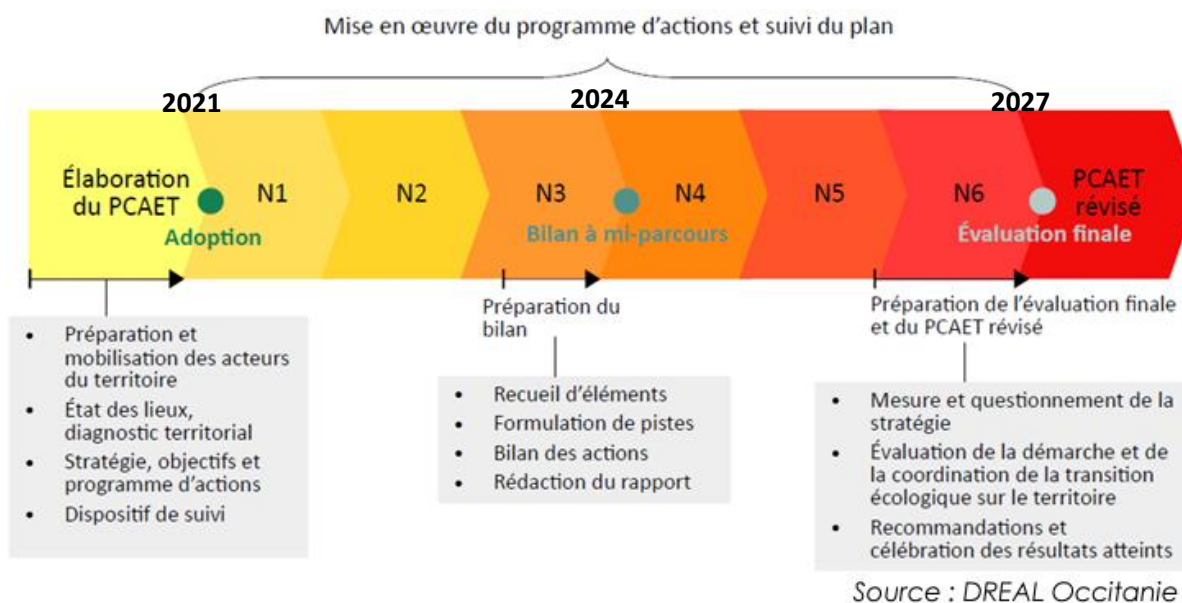 Mise en œuvre du programme d'actions et suivi du plan
2021
2024
2027
Élaboration
du PCAET
N1
N2
N3
N4
N5
N6
PCAET
révisé
Adoption
Bilan à mi-parcours
Évaluation finale
• Préparation et
mobilisation des acteurs
du territoire
• État des lieux,
diagnostic territorial
• Stratégie, objectifs et
programme d'actions
• Dispositif de suivi
Préparation du
bilan
• Recueil d'éléments
• Formulation de pistes
• Bilan des actions
• Rédaction du rapport
Préparation de l'évaluation finale
et du PCAET révisé
• Mesure et questionnement de la
stratégie
• Évaluation de la démarche et de
la coordination de la transition
écologique sur le territoire
• Recommandations et
célébration des résultats atteints
Source : DREAL Occitanie